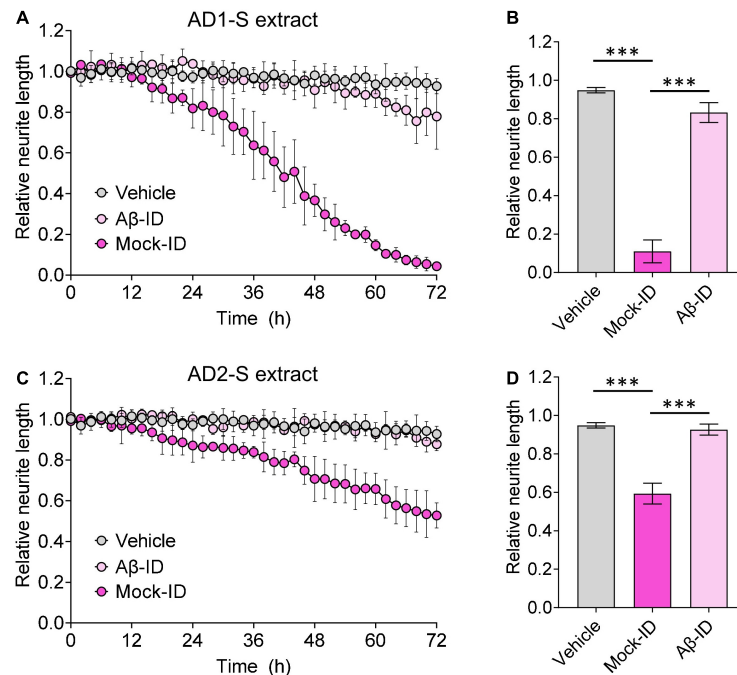 A
AD1-S extract
Relative neurite length
1.2
1.0
0.8
0.6
0.4
0.2
0.0
Vehicle
Aβ-ID
Mock-ID
0 12 24 36 48 60 72
Time (h)
B
Relative neurite length
1.2
1.0
0.8
0.6
0.4
0.2
0.0
***
***
Vehicle
Mock-ID
Aβ-ID
C
AD2-S extract
Relative neurite length
1.2
1.0
0.8
0.6
0.4
0.2
0.0
Vehicle
Aβ-ID
Mock-ID
0 12 24 36 48 60 72
Time (h)
D
Relative neurite length
1.2
1.0
0.8
0.6
0.4
0.2
0.0
***
***
Vehicle
Mock-ID
Aβ-ID